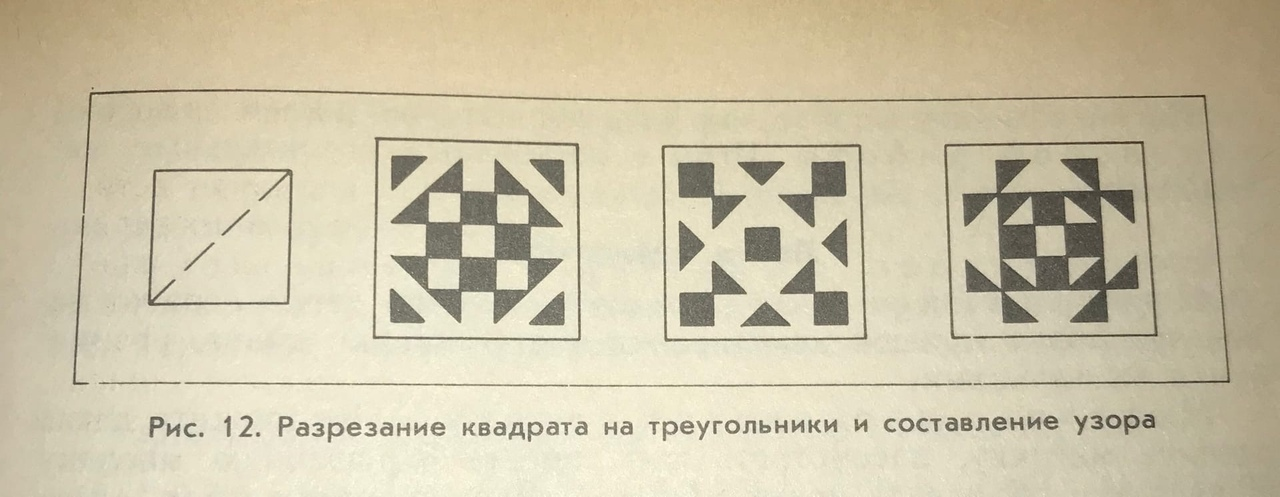 Рис. 12. Разрезание квадрата на треугольники и составление узора